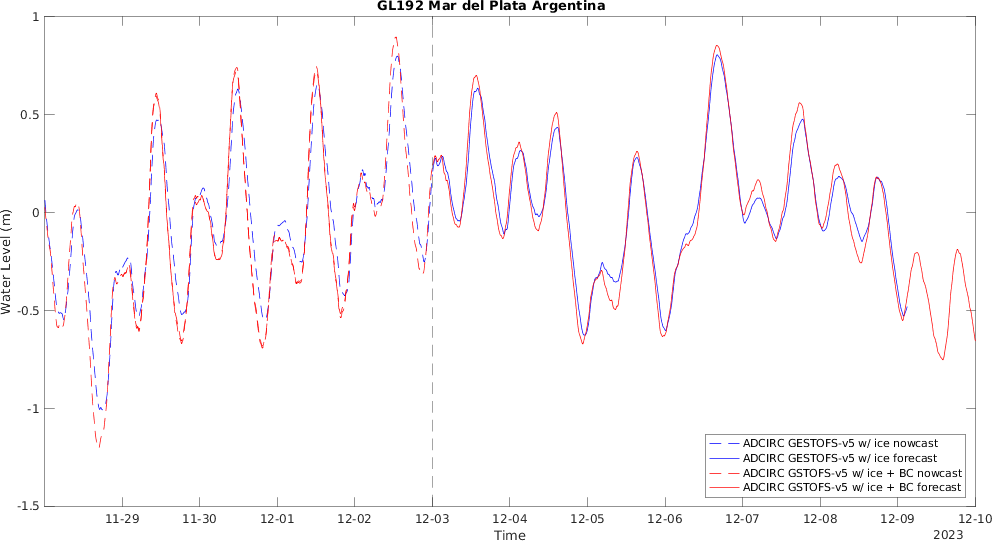 GL192 Mar del Plata Argentina
1
0.5
0
-0.5
-1
-1.5
Water Level (m)
11-29 11-30 12-01 12-02 12-03 12-04 12-05 12-06 12-07 12-08 12-09 12-10
Time
2023
ADCIRC GESTOFS-v5 w/ ice nowcast
ADCIRC GESTOFS-v5 w/ ice forecast
ADCIRC GSTOFS-v5 w/ ice + BC nowcast
ADCIRC GSTOFS-v5 w/ ice + BC forecast